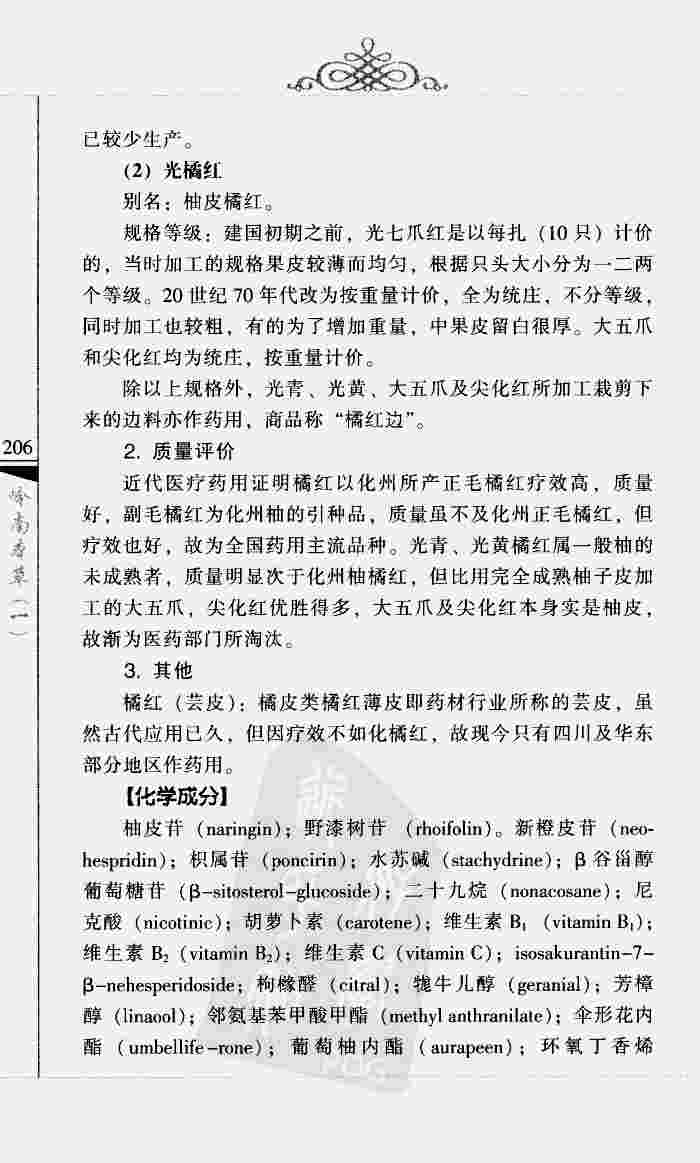 已较少生产。
(2) 光橘红
别名：柚皮橘红。
规格等级：建国初期之前，光七爪红是以每扎（10 只）计价
的，当时加工的规格果皮较薄而均匀，根据只头大小分为一二两
个等级。20 世纪 70 年代改为按重量计价，全为统庄，不分等级，
同时加工也较粗，有的为了增加重量，中果皮留白很厚。大五爪
和尖化红均为统庄，按重量计价。
除以上规格外，光青、光黄、大五爪及尖化红所加工裁剪下
来的边料亦作药用，商品称“橘红边”。
206
2. 质量评价
近代医疗药用证明橘红以化州所产正毛橘红疗效高，质量
好，副毛橘红为化州柚的引种品，质量虽不及化州正毛橘红，但
疗效也好，故为全国药用主流品种。光青、光黄橘红属一般柚的
未成熟者，质量明显次于化州柚橘红，但比用完全成熟柚子皮加
工的大五爪，尖化红优胜得多，大五爪及尖化红本身实是柚皮，
故渐为医药部门所淘汰。
岭南香草（一）
3. 其他
橘红（芸皮）：橘皮类橘红薄皮即药材行业所称的芸皮，虽
然古代应用已久，但因疗效不如化橘红，故现今只有四川及华东
部分地区作药用。
【化学成分】
柚皮苷（naringin）；野漆树苷 （rhoifolin）。新橙皮苷（neo-
hespridin）；枳属苷（poncirin）；水苏碱（stachydrine）；β 谷甾醇
葡萄糖苷（β-sitosterol-glucoside）；二十九烷（nonacosane）；尼
克酸（nicotinic）；胡萝卜素（carotene）；维生素 B₁ （vitamin B₁）；
维生素 B₂（vitamin B₂）；维生素 C（vitamin C）；isosakurantin-7-
β-nehesperidoside；枸橼醛（citral）；牻牛儿醇（geranial）；芳樟
醇（linaool）；邻氨基苯甲酸甲酯（methyl anthranilate）；伞形花内
酯（umbellife-rone）；葡萄柚内酯（aurapeen）；环氧丁香烯